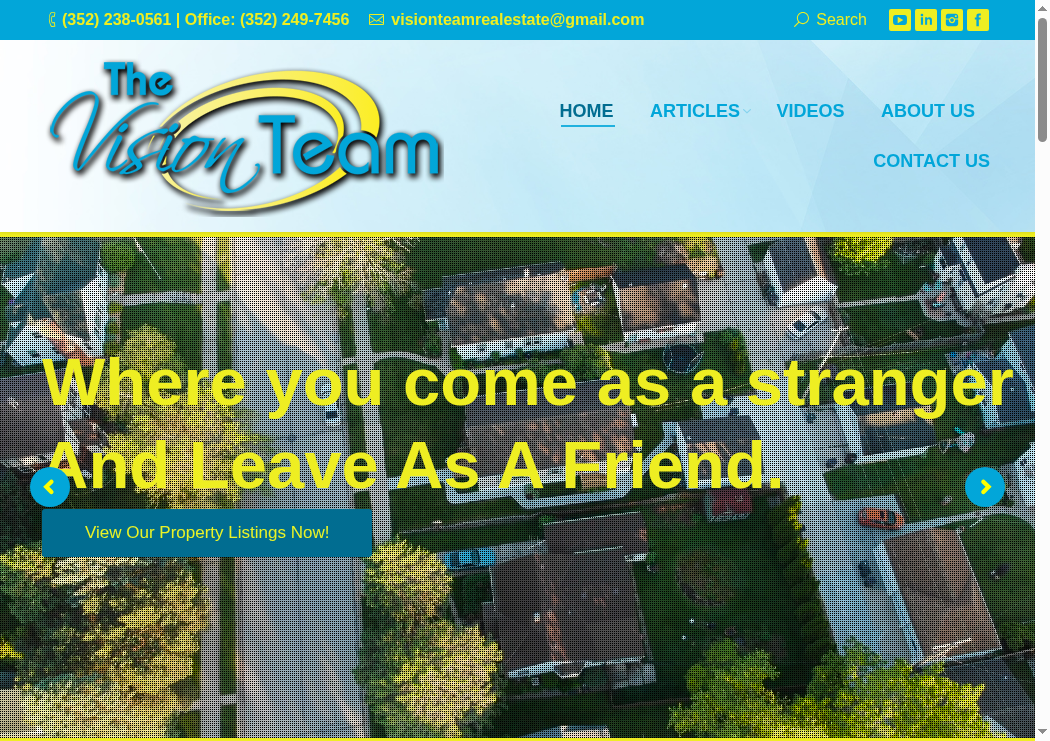 (352) 238-0561 | Office: (352) 249-7456 visionteamrealestate@gmail.com Search
The
Vision Team
HOME ARTICLES VIDEOS ABOUT US
CONTACT US
Where you come as a stranger
And Leave As A Friend.
View Our Property Listings Now!